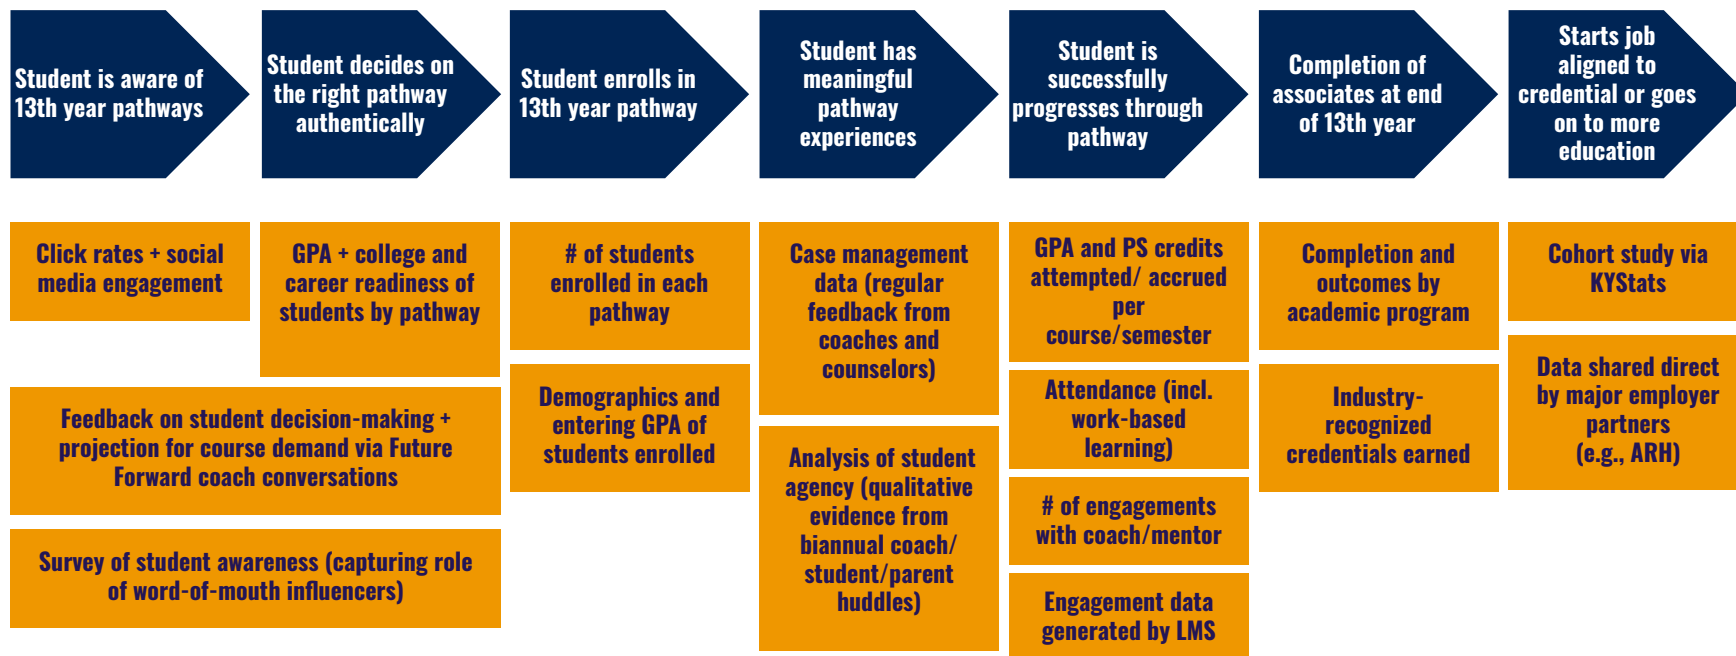 Student is aware of
13th year pathways
Student decides on
the right pathway
authentically
Student enrolls in
13th year pathway
Student has
meaningful
pathway
experiences
Student is
successfully
progresses through
pathway
Completion of
associates at end
of 13th year
Starts job
aligned to
credential or goes
on to more
education
Click rates + social
media engagement
GPA + college and
career readiness of
students by pathway
Feedback on student decision-making +
projection for course demand via Future
Forward coach conversations
Survey of student awareness (capturing role
of word-of-mouth influencers)
# of students
enrolled in each
pathway
Demographics and
entering GPA of
students enrolled
Case management
data (regular
feedback from
coaches and
counselors)
Analysis of student
agency (qualitative
evidence from
biannual coach/
student/parent
huddles)
GPA and PS credits
attempted/ accrued
per
course/semester
Attendance (incl.
work-based
learning)
# of engagements
with coach/mentor
Engagement data
generated by LMS
Completion and
outcomes by
academic program
Industry-
recognized
credentials earned
Cohort study via
KYStats
Data shared direct
by major employer
partners
(e.g., ARH)